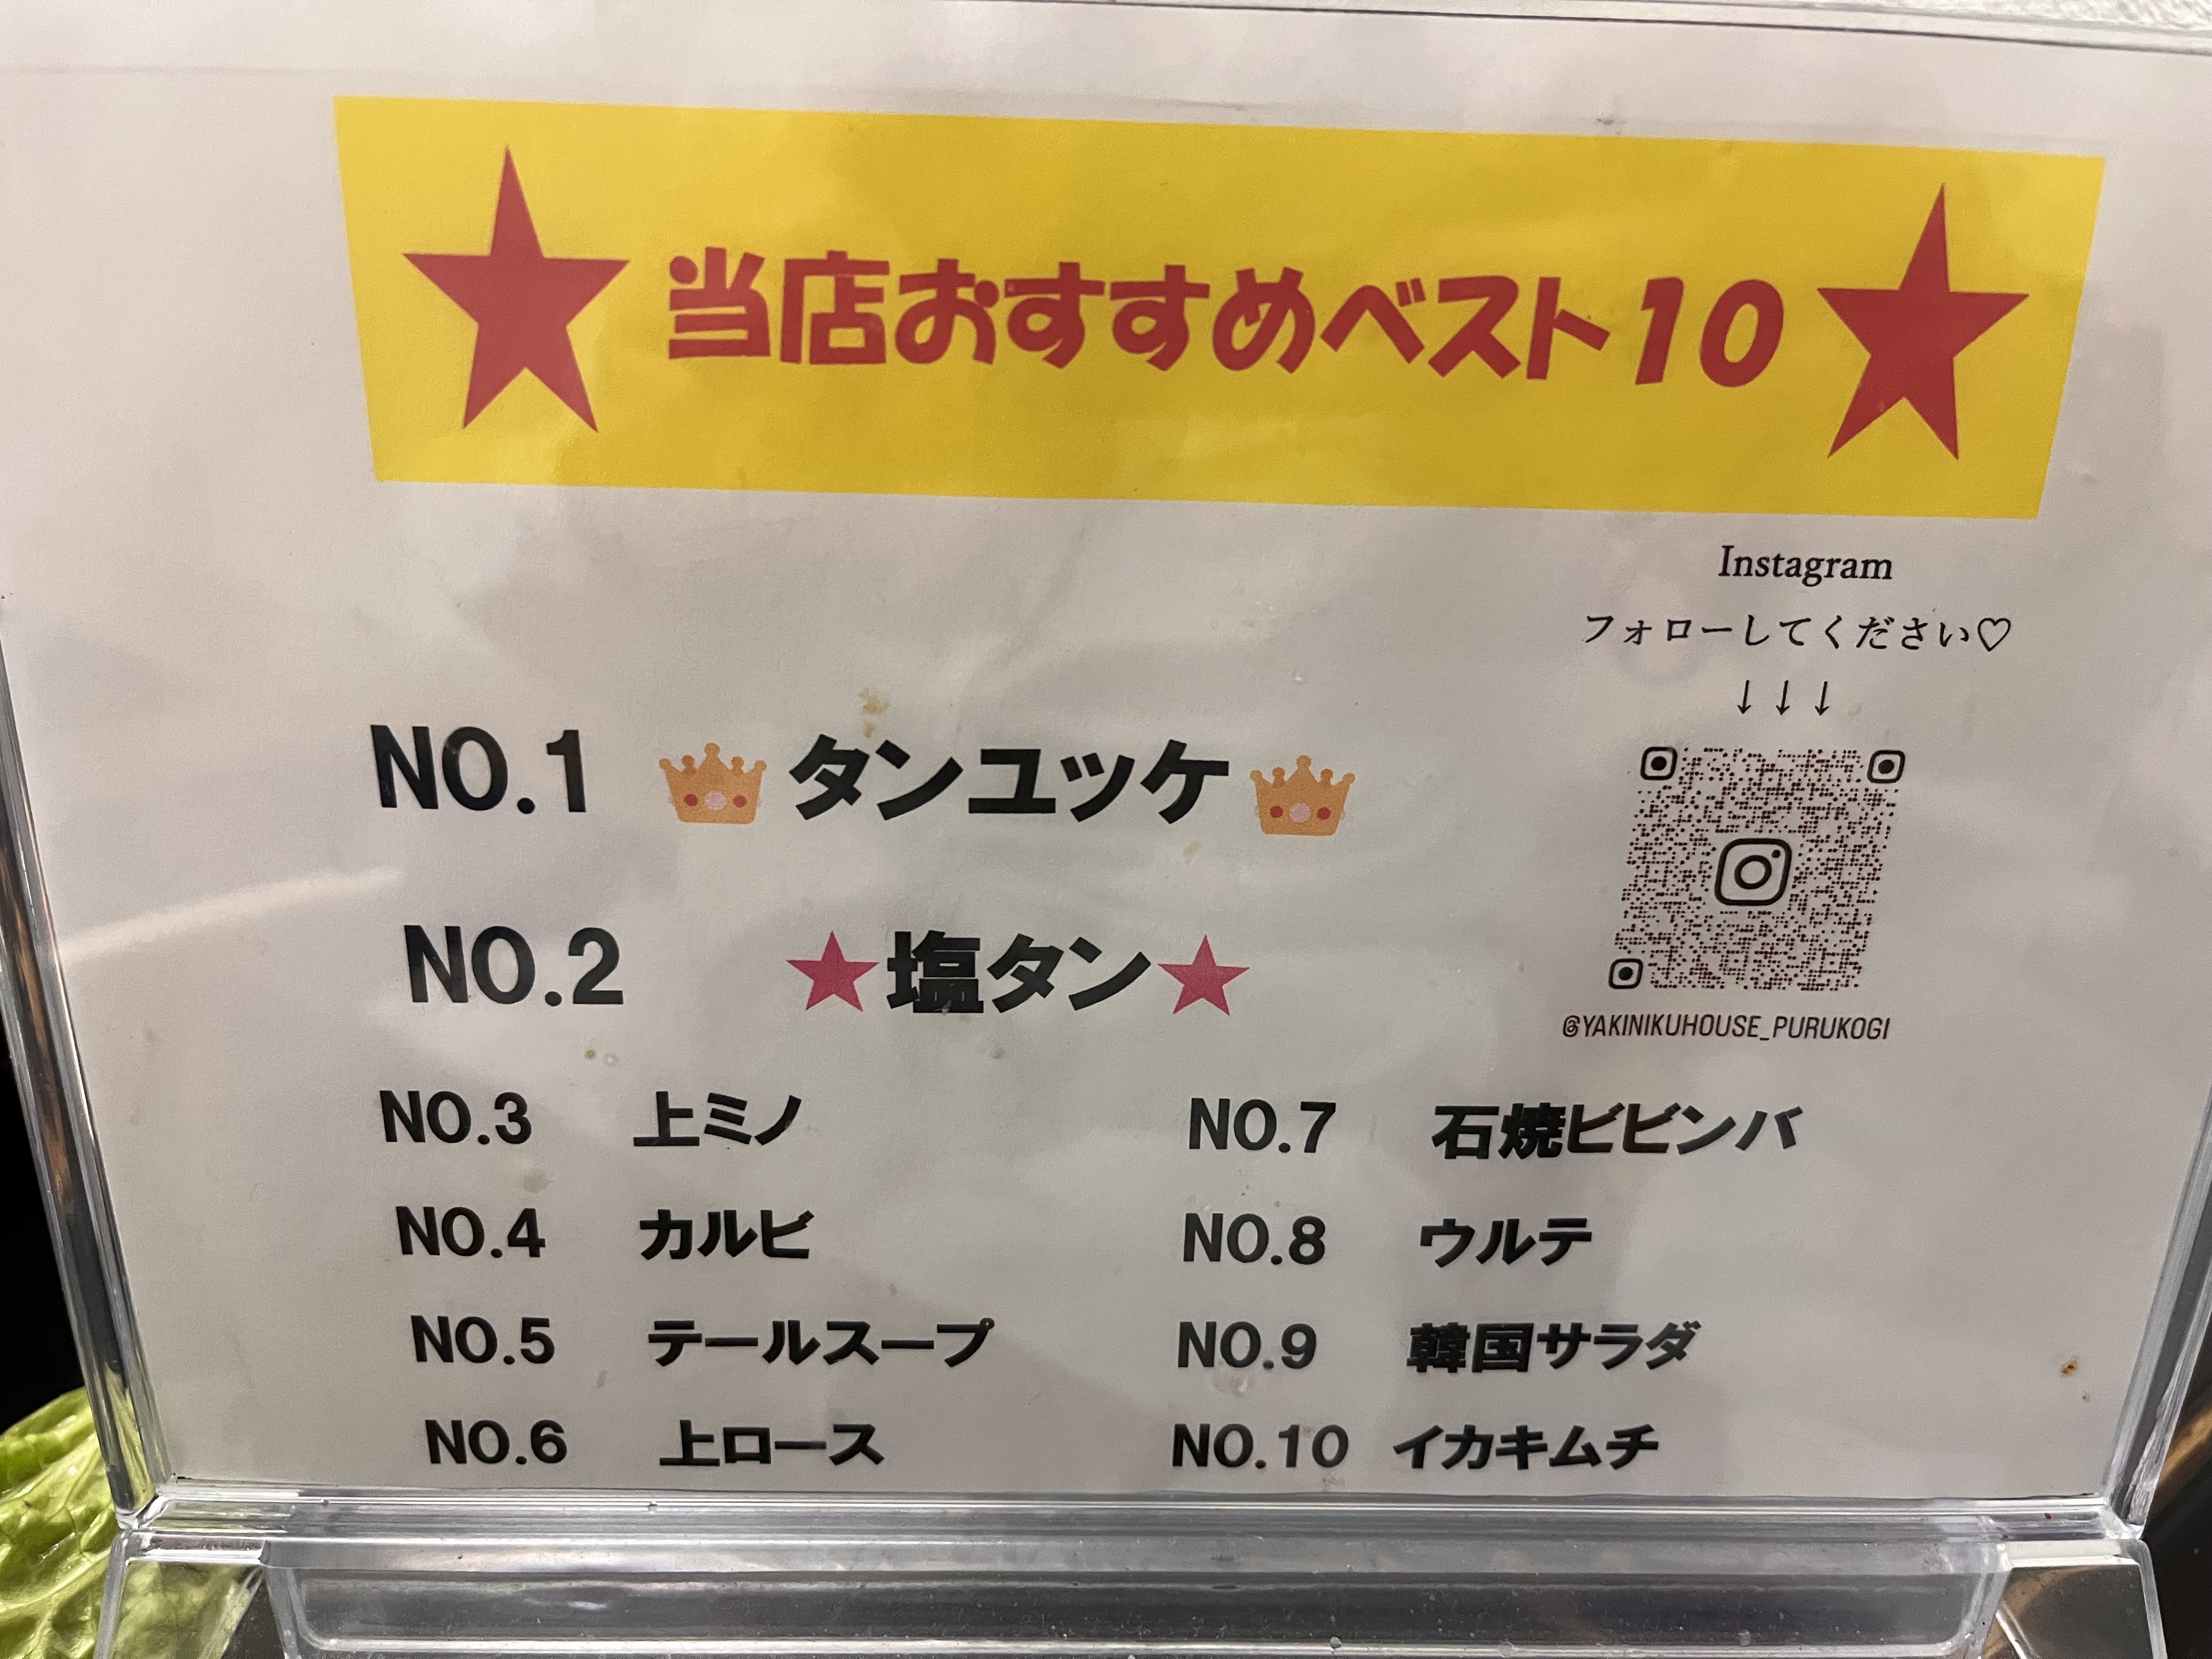 ★当店おすすめベスト10★
Instagram
フォローしてください♡
↓↓↓
NO.1 タンユッケ
NO.2 ★塩タン★
@YAKINIKUHOUSE_PURUKOGI
NO.3 上ミノ
NO.4 カルビ
NO.5 テールスープ
NO.6 上ロース
NO.7 石焼ビビンバ
NO.8 ウルテ
NO.9 韓国サラダ
NO.10 イカキムチ